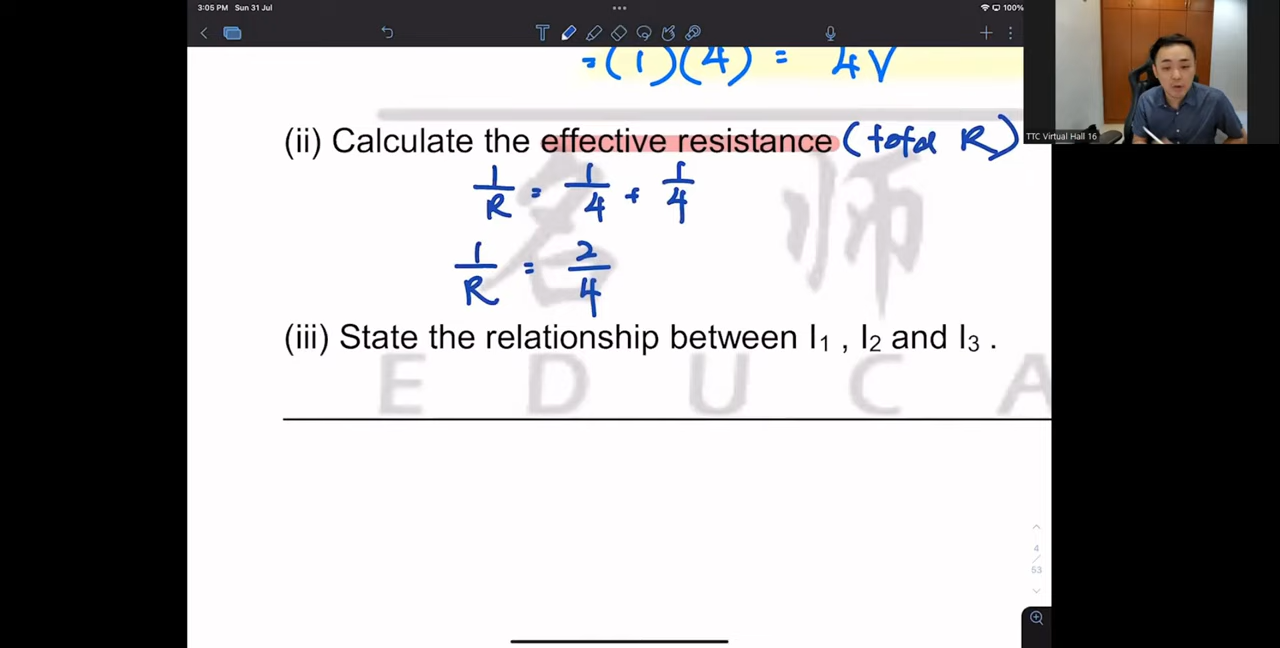 3:05 PM Sun 31 Jul
100%
= (1)(4) = 4V
TTC Virtual Hall 16
(ii) Calculate the effective resistance (total R)
1/R = 1/4 + 1/4
1/R = 2/4
名师
(iii) State the relationship between I₁ , I₂ and I₃ .
EDUCA
4 / 53